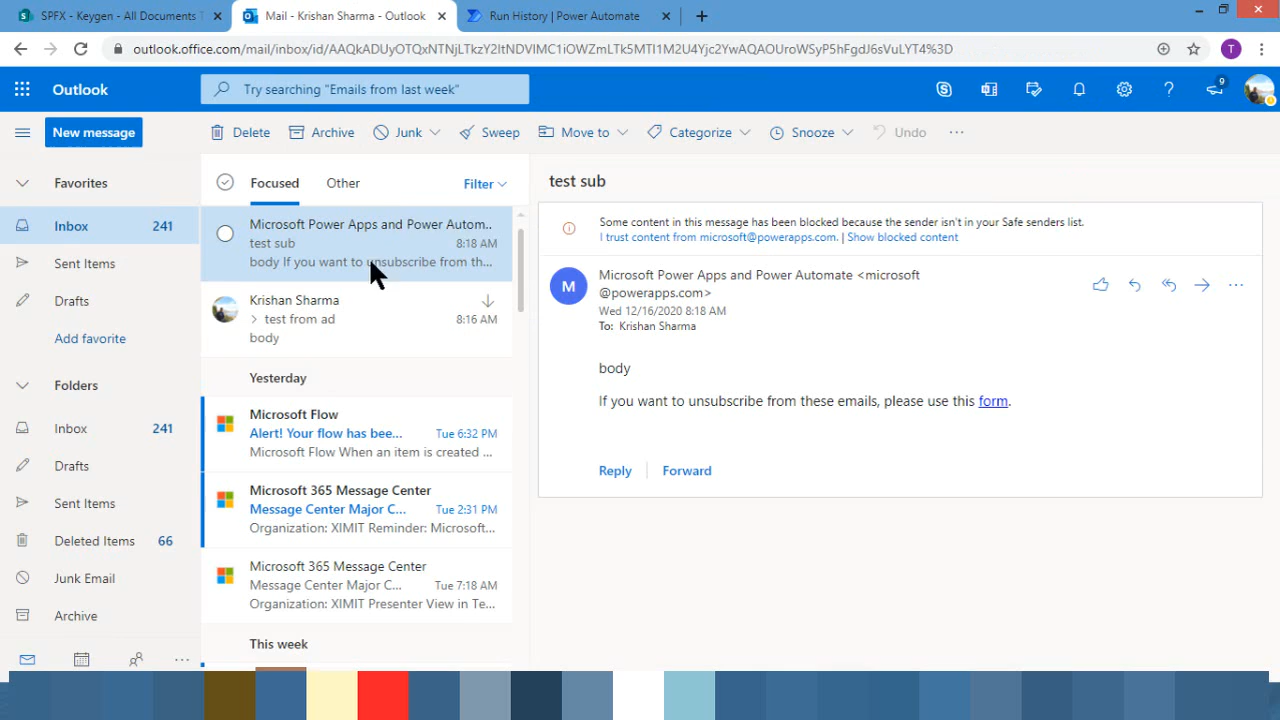 SPFX - Keygen - All Documents
Mail - Krishan Sharma - Outlook
Run History | Power Automate
outlook.office.com/mail/inbox/id/AAQkADUyOTQxNTNjLTkzY2ItNDVlMC1iOWZmLTk5MTI1M2U4Yjc2YwAQAOUroWSyP5hFgdJ6sVuLYT4%3D
T
Outlook
Try searching "Emails from last week"
9
New message
Delete
Archive
Junk
Sweep
Move to
Categorize
Snooze
Undo
Favorites
Inbox 241
Sent Items
Drafts
Add favorite
Folders
Inbox 241
Drafts
Sent Items
Deleted Items 66
Junk Email
Archive
Focused
Other
Filter
Microsoft Power Apps and Power Autom...
test sub 8:18 AM
body If you want to unsubscribe from th...
Krishan Sharma
test from ad 8:16 AM
body
Yesterday
Microsoft Flow
Alert! Your flow has bee... Tue 6:32 PM
Microsoft Flow When an item is created ...
Microsoft 365 Message Center
Message Center Major C... Tue 2:31 PM
Organization: XIMIT Reminder: Microsoft...
Microsoft 365 Message Center
Message Center Major C... Tue 7:18 AM
Organization: XIMIT Presenter View in Te...
This week
test sub
Some content in this message has been blocked because the sender isn't in your Safe senders list.
I trust content from microsoft@powerapps.com. | Show blocked content
M
Microsoft Power Apps and Power Automate <microsoft
@powerapps.com>
Wed 12/16/2020 8:18 AM
To: Krishan Sharma
body
If you want to unsubscribe from these emails, please use this form.
Reply
Forward